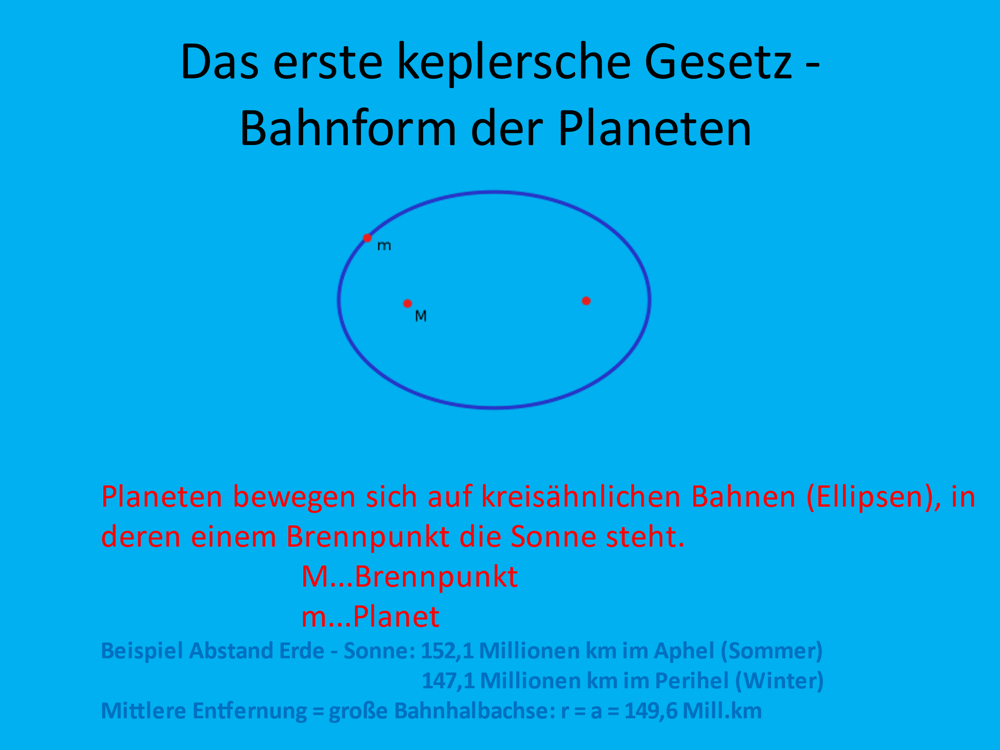 Das erste keplersche Gesetz -
Bahnform der Planeten
m
M
Planeten bewegen sich auf kreisähnlichen Bahnen (Ellipsen), in
deren einem Brennpunkt die Sonne steht.
M...Brennpunkt
m...Planet
Beispiel Abstand Erde - Sonne: 152,1 Millionen km im Aphel (Sommer)
147,1 Millionen km im Perihel (Winter)
Mittlere Entfernung = große Bahnhalbachse: r = a = 149,6 Mill.km